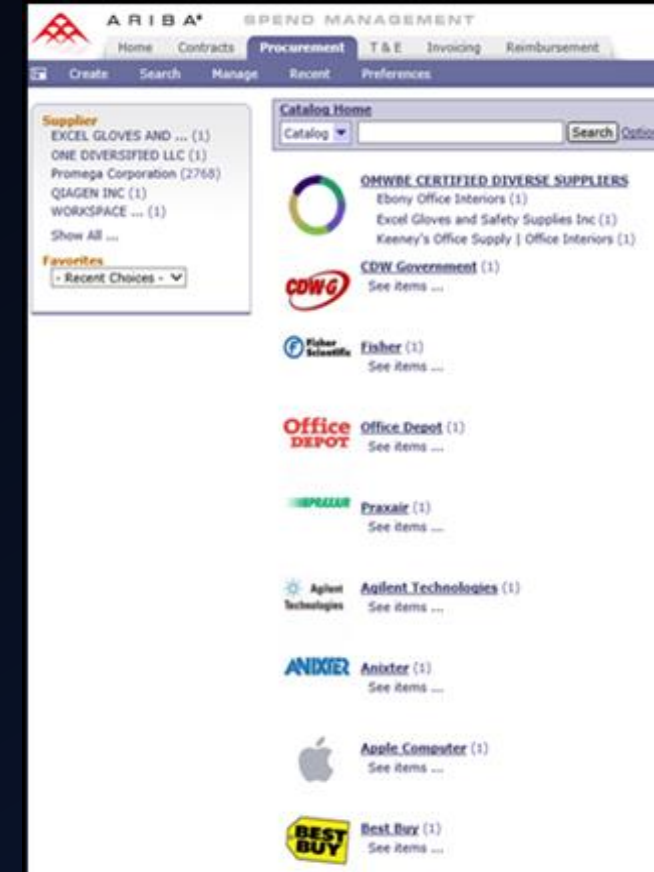 ARIBA
SPEND MANAGEMENT
Home Contracts Procurement T & E Invoicing Reimbursement
Create Search Manage Recent Preferences
Supplier
EXCEL GLOVES AND ... (1)
ONE DIVERSIFIED LLC (1)
Promega Corporation (2768)
QIAGEN INC (1)
WORKSPACE ... (1)
Show All ...
Favorites
- Recent Choices -
Catalog Home
Catalog Search Option
OMWBE CERTIFIED DIVERSE SUPPLIERS
Ebony Office Interiors (1)
Excel Gloves and Safety Supplies Inc (1)
Keeney's Office Supply | Office Interiors (1)
CDWG
CDW Government (1)
See items ...
Fisher Scientific
Fisher (1)
See items ...
Office DEPOT
Office Depot (1)
See items ...
PRAXAIR
Praxair (1)
See items ...
Agilent Technologies
Agilent Technologies (1)
See items ...
ANIXTER
Anixter (1)
See items ...
Apple Computer (1)
See items ...
BEST BUY
Best Buy (1)
See items ...